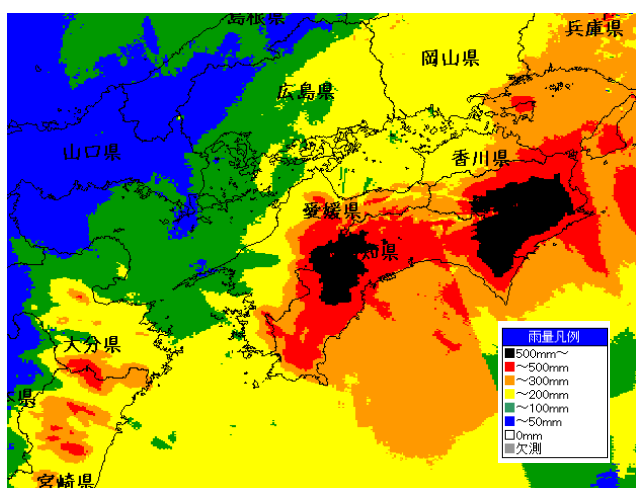 島根県
兵庫県
岡山県
広島県
山口県
香川県
愛媛県
知県
大分県
県
宮崎県
雨量凡例
500mm～
～500mm
～300mm
～200mm
～100mm
～50mm
0mm
欠測